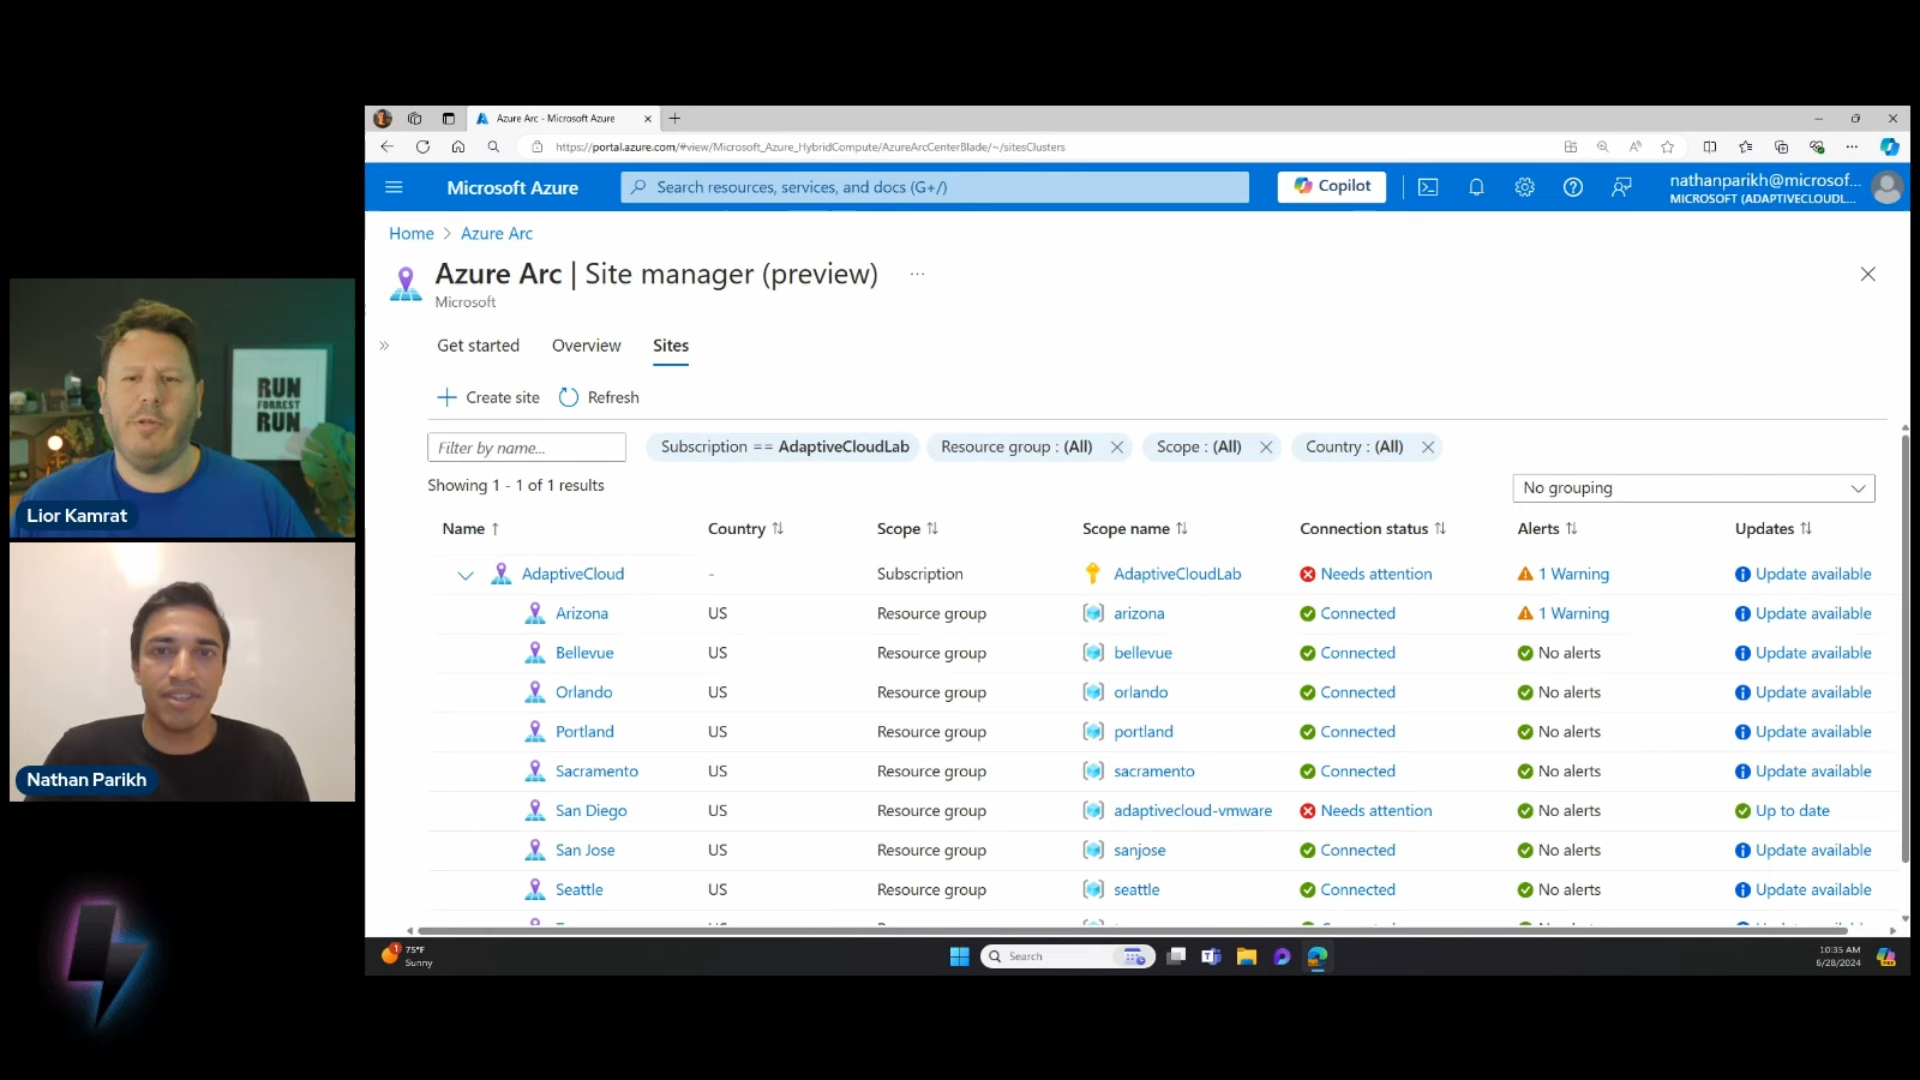 Azure Arc - Microsoft Azure
https://portal.azure.com/#view/Microsoft_Azure_HybridCompute/AzureArcCenterBlade/~/sitesClusters
Microsoft Azure
Search resources, services, and docs (G+/)
Copilot
nathanparikh@microsof...
MICROSOFT (ADAPTIVECLOUDL...
Home > Azure Arc
Azure Arc | Site manager (preview) ...
Microsoft
Get started Overview Sites
Create site Refresh
Filter by name... Subscription == AdaptiveCloudLab Resource group : (All) Scope : (All) Country : (All)
Showing 1 - 1 of 1 results
No grouping
Name ↑ Country ↑↓ Scope ↑↓ Scope name ↑↓ Connection status ↑↓ Alerts ↑↓ Updates ↑↓
AdaptiveCloud - Subscription AdaptiveCloudLab Needs attention 1 Warning Update available
Arizona US Resource group arizona Connected 1 Warning Update available
Bellevue US Resource group bellevue Connected No alerts Update available
Orlando US Resource group orlando Connected No alerts Update available
Portland US Resource group portland Connected No alerts Update available
Sacramento US Resource group sacramento Connected No alerts Update available
San Diego US Resource group adaptivecloud-vmware Needs attention No alerts Up to date
San Jose US Resource group sanjose Connected No alerts Update available
Seattle US Resource group seattle Connected No alerts Update available
1
75°F
Sunny
Search
10:35 AM
6/28/2024
RUN
FORREST
RUN
Lior Kamrat
Nathan Parikh